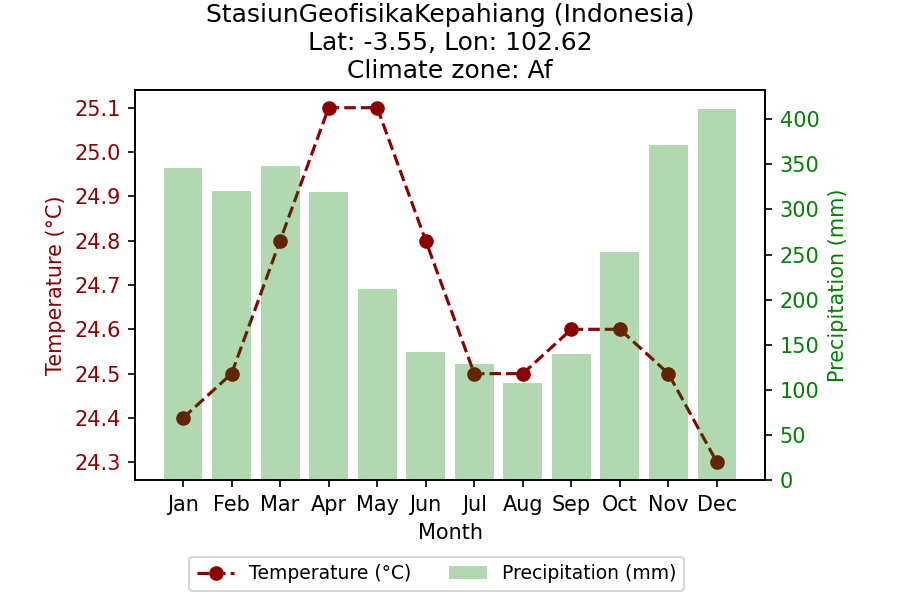 StasiunGeofisikaKepahiang (Indonesia)
Lat: -3.55, Lon: 102.62
Climate zone: Af
25.1
25.0
24.9
24.8
24.7
24.6
24.5
24.4
24.3
Temperature (°C)
400
350
300
250
200
150
100
50
0
Precipitation (mm)
Jan Feb Mar Apr May Jun Jul Aug Sep Oct Nov Dec
Month
Temperature (°C) Precipitation (mm)